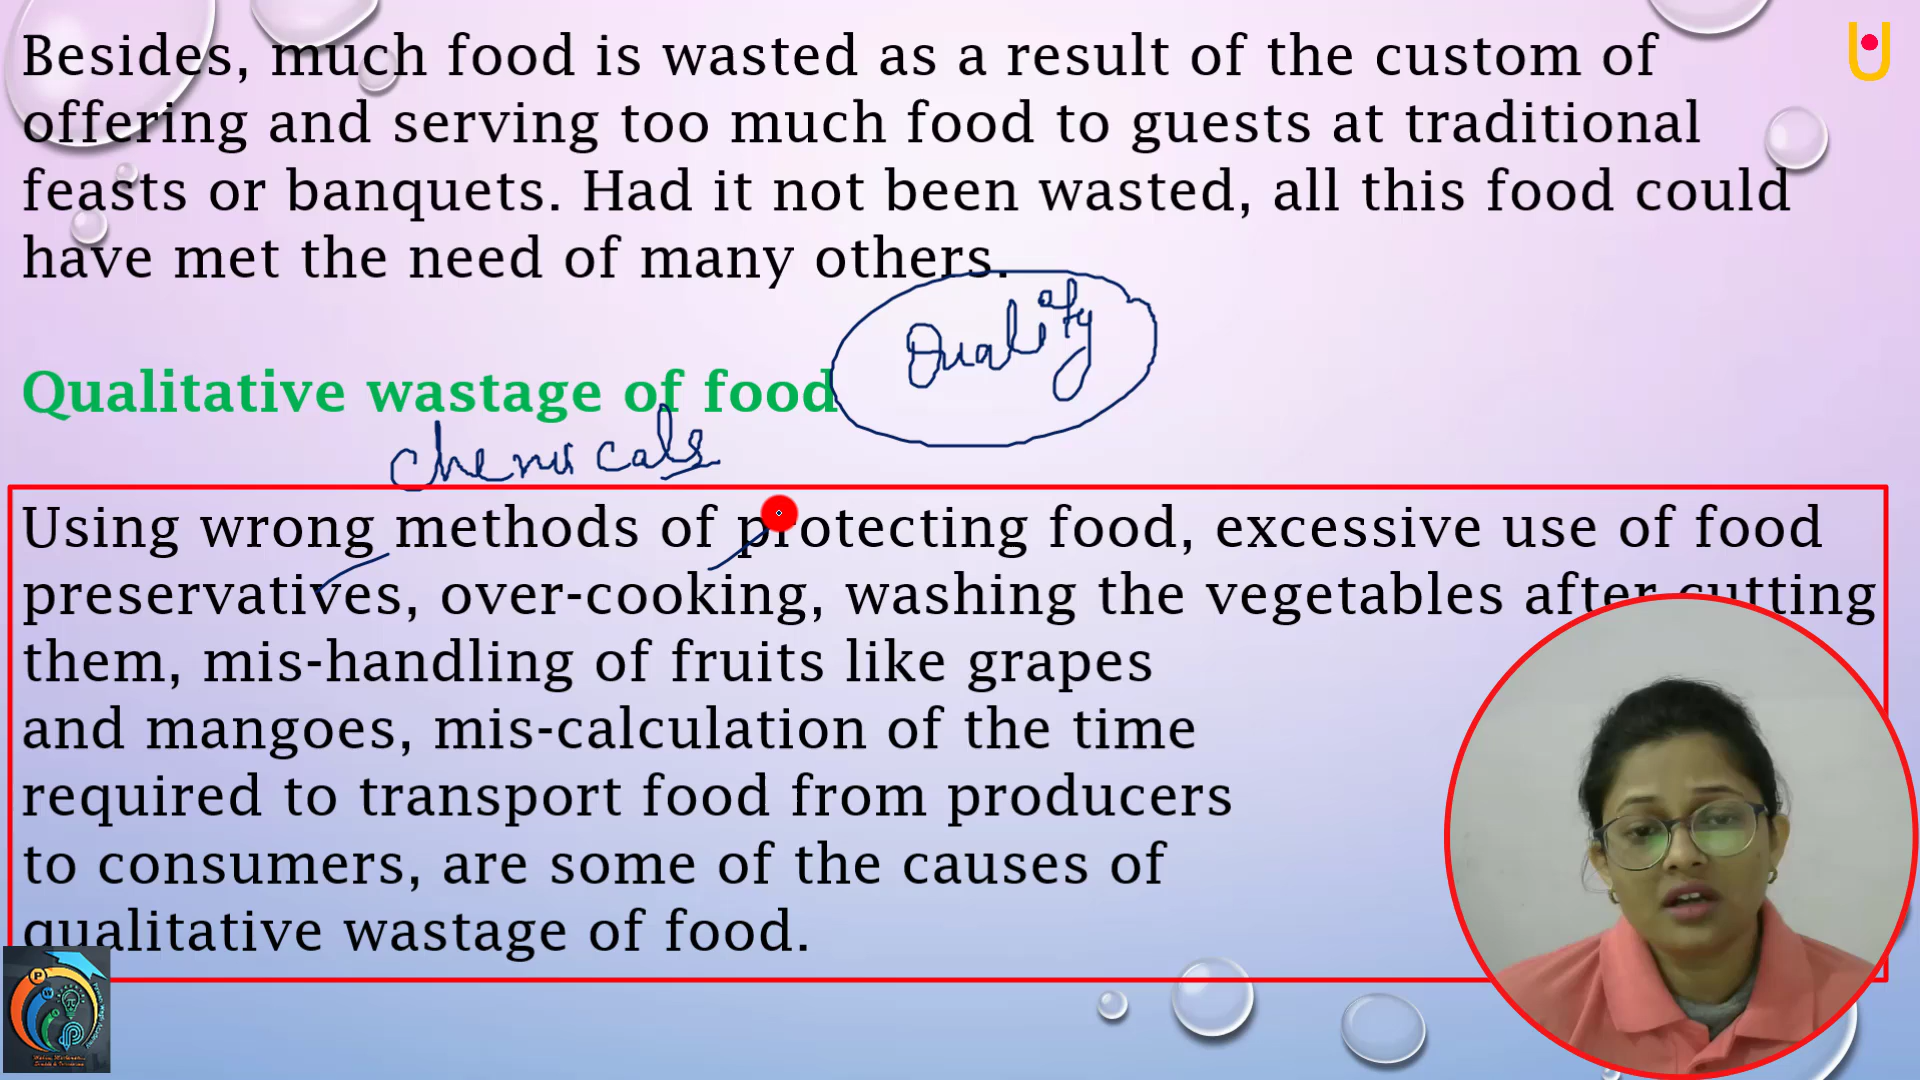 Besides, much food is wasted as a result of the custom of
offering and serving too much food to guests at traditional
feasts or banquets. Had it not been wasted, all this food could
have met the need of many others.
Quality
Qualitative wastage of food
chemicals
Using wrong methods of protecting food, excessive use of food
preservatives, over-cooking, washing the vegetables after cutting
them, mis-handling of fruits like grapes
and mangoes, mis-calculation of the time
required to transport food from producers
to consumers, are some of the causes of
qualitative wastage of food.